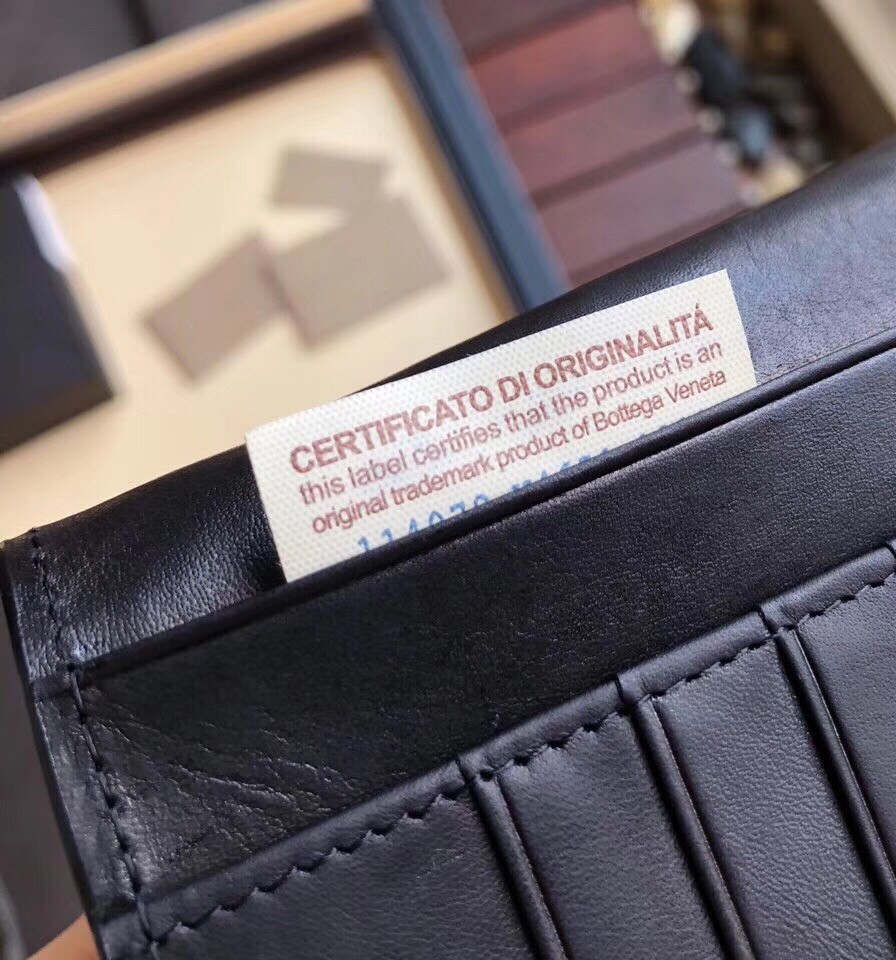 CERTIFICATO DI ORIGINALITÁ
this label certifies that the product is an
original trademark product of Bottega Veneta